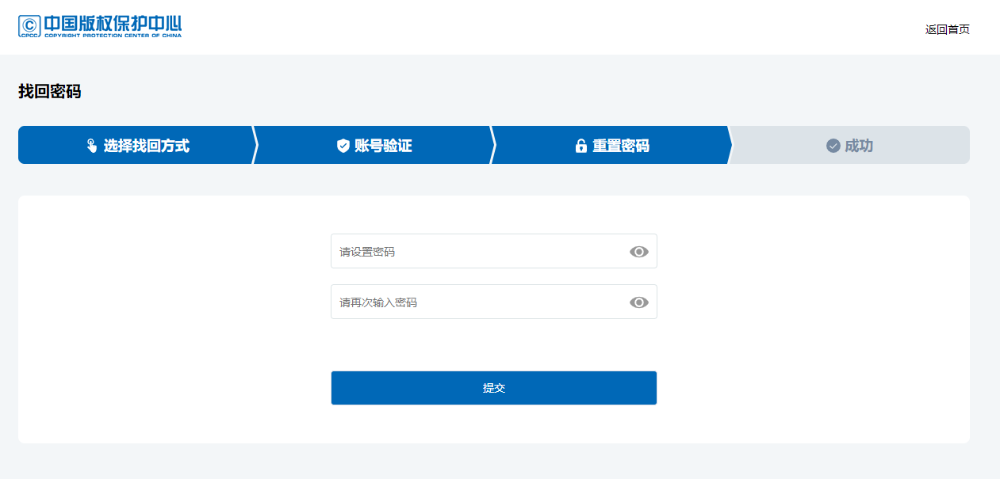 中国版权保护中心
CPCC COPYRIGHT PROTECTION CENTER OF CHINA
返回首页
找回密码
选择找回方式
账号验证
重置密码
成功
请设置密码
请再次输入密码
提交